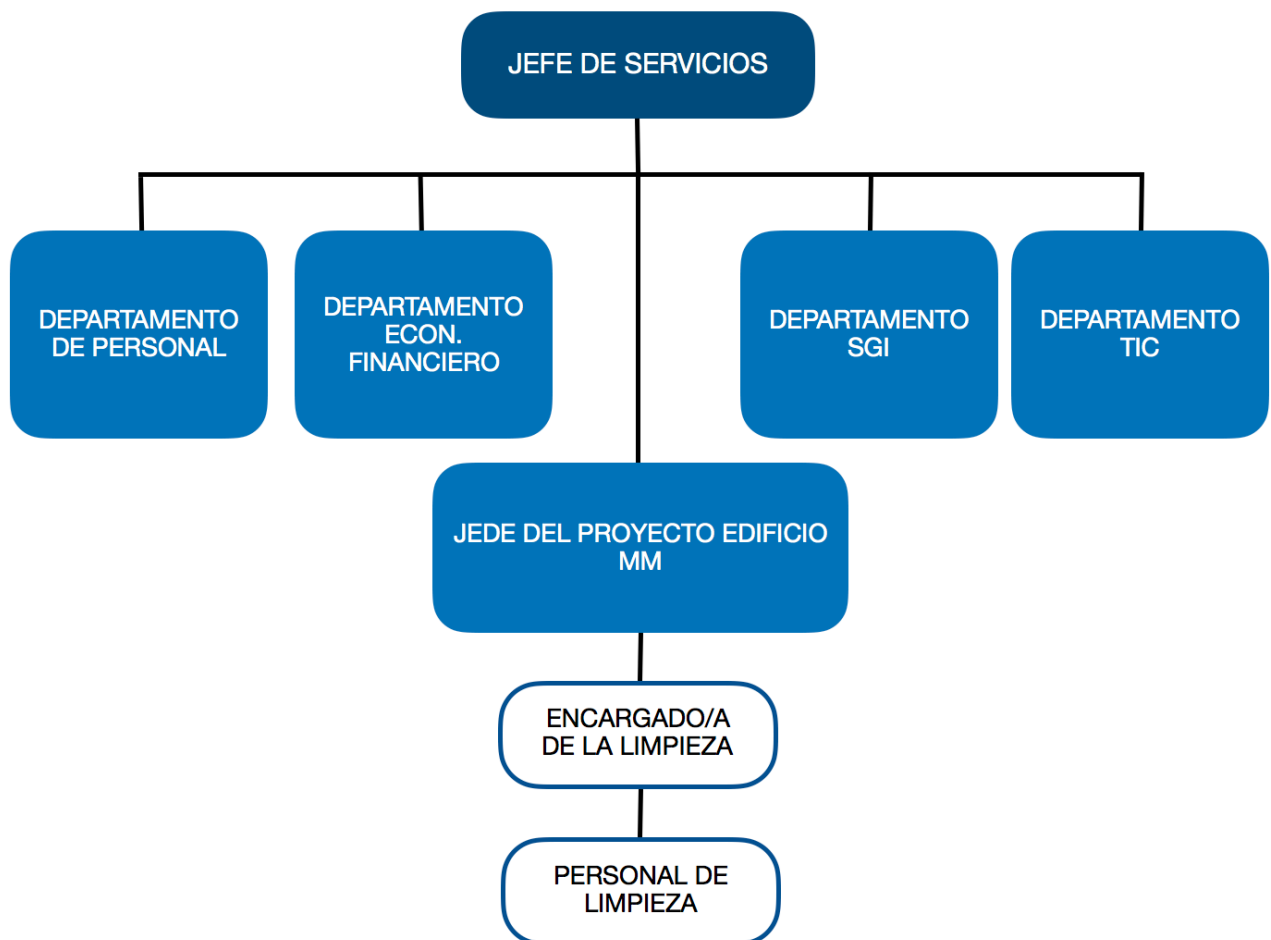 JEFE DE SERVICIOS
DEPARTAMENTO
DE PERSONAL
DEPARTAMENTO
ECON.
FINANCIERO
DEPARTAMENTO
SGI
DEPARTAMENTO
TIC
JEDE DEL PROYECTO EDIFICIO
MM
ENCARGADO/A
DE LA LIMPIEZA
PERSONAL DE
LIMPIEZA